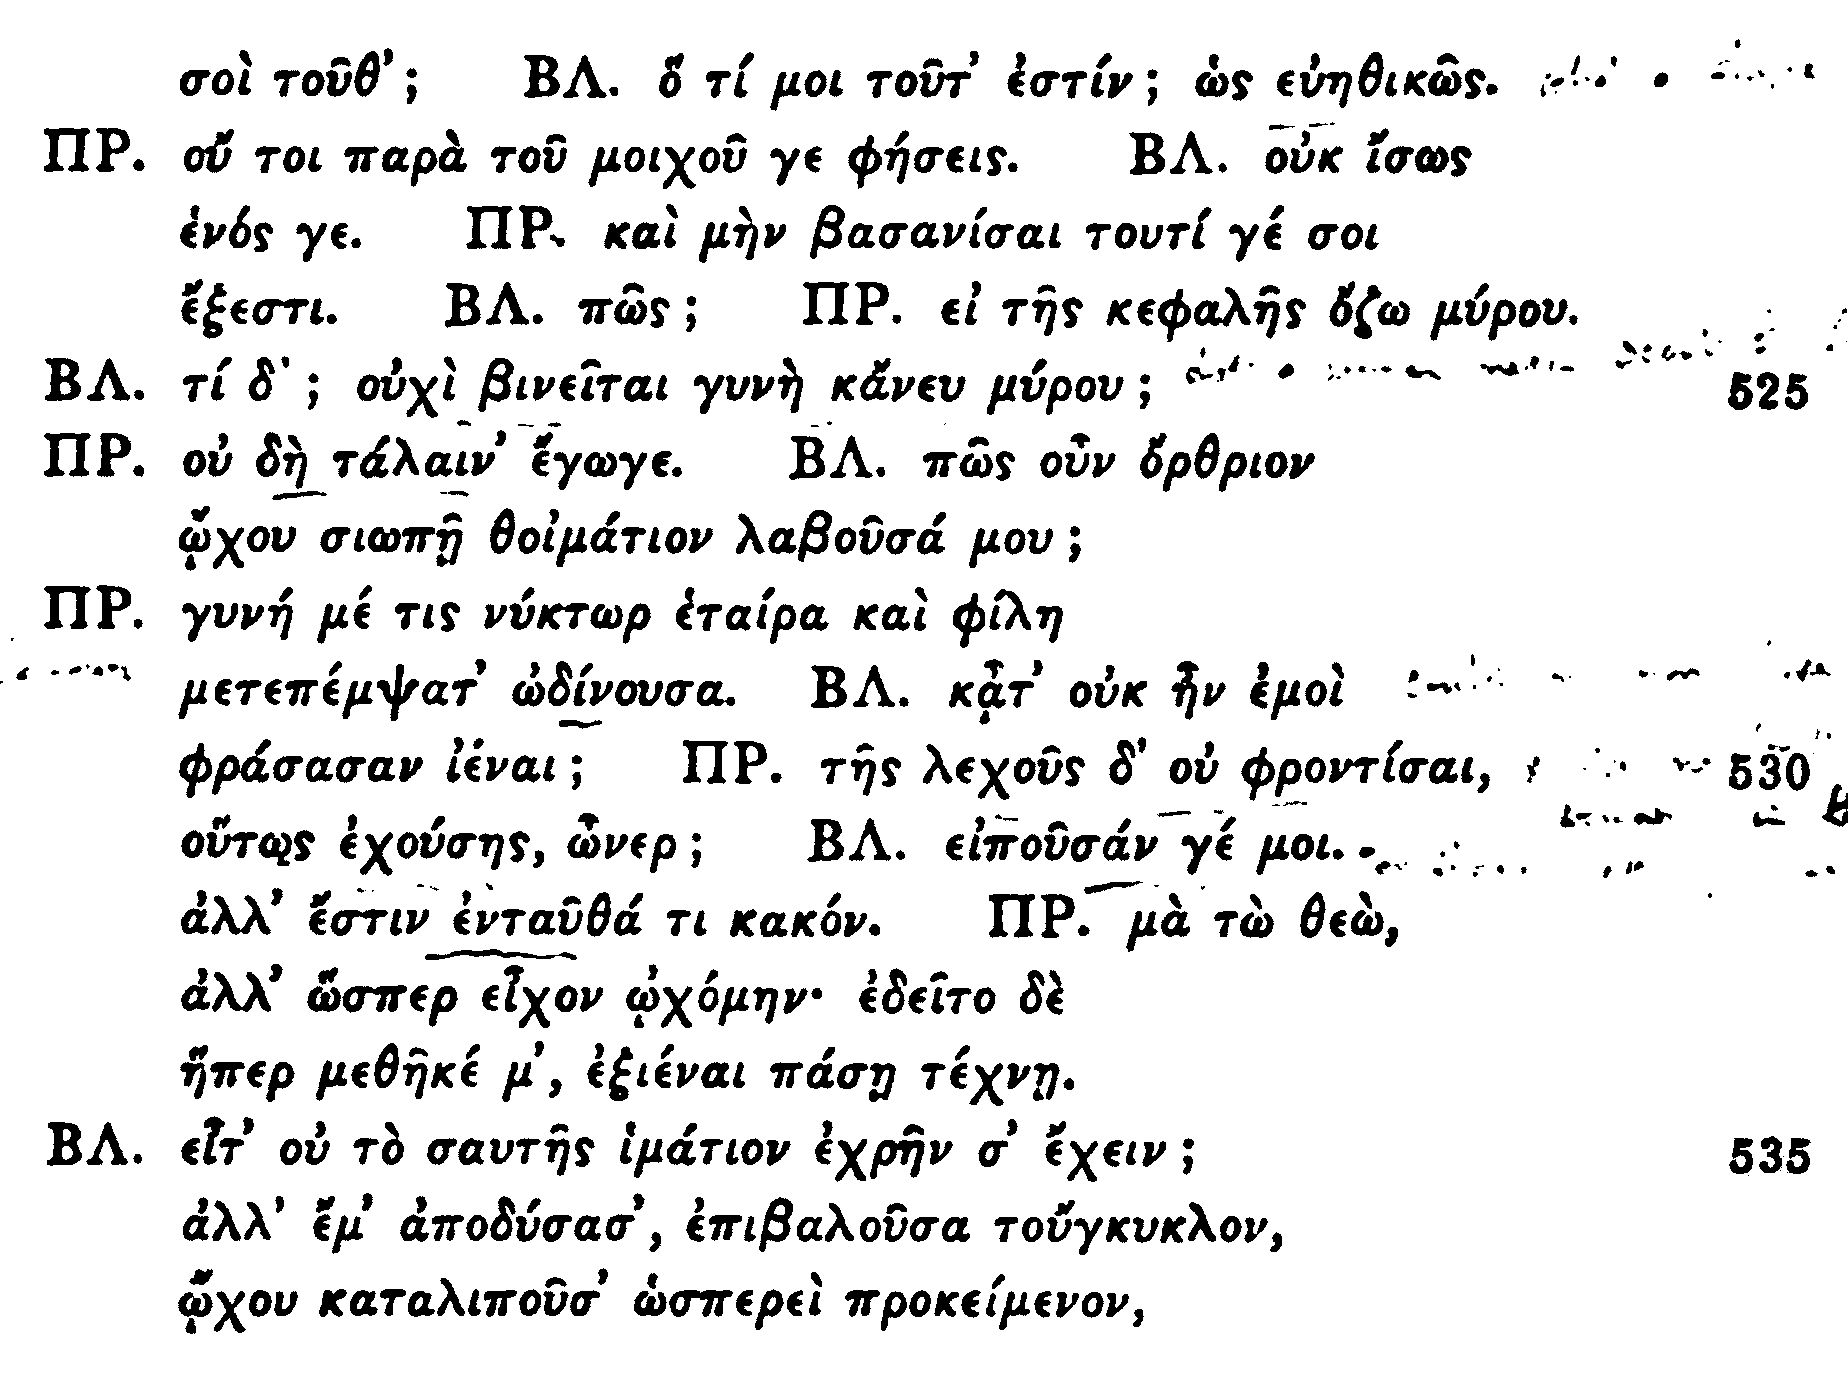 σοὶ τοῦθ’; ΒΛ. ὅ τί μοι τοῦτ’ ἐστίν; ὡς εὐηθικῶς.
ΠΡ. οὔ τοι παρὰ τοῦ μοιχοῦ γε φήσεις. ΒΛ. οὐκ ἴσως
ἑνός γε. ΠΡ. καὶ μὴν βασανίσαι τουτί γέ σοι
ἔξεστι. ΒΛ. πῶς; ΠΡ. εἰ τῆς κεφαλῆς ὄζω μύρου.
ΒΛ. τί δ’; οὐχὶ βινεῖται γυνὴ κἄνευ μύρου; 525
ΠΡ. οὐ δὴ τάλαιν’ ἔγωγε. ΒΛ. πῶς οὖν ὄρθριον
ᾤχου σιωπῇ θοἰμάτιον λαβοῦσά μου;
ΠΡ. γυνή μέ τις νύκτωρ ἑταίρα καὶ φίλη
μετεπέμψατ’ ὠδίνουσα. ΒΛ. κᾆτ’ οὐκ ἦν ἐμοὶ
φράσασαν ἰέναι; ΠΡ. τῆς λεχοῦς δ’ οὐ φροντίσαι, 530
οὕτως ἐχούσης, ὦνερ; ΒΛ. εἰποῦσάν γέ μοι.
ἀλλ’ ἔστιν ἐνταῦθά τι κακόν. ΠΡ. μὰ τὼ θεὼ,
ἀλλ’ ὥσπερ εἶχον ᾠχόμην· ἐδεῖτο δὲ
ἥπερ μεθῆκέ μ’, ἐξιέναι πάσῃ τέχνῃ.
ΒΛ. εἶτ’ οὐ τὸ σαυτῆς ἱμάτιον ἐχρῆν σ’ ἔχειν; 535
ἀλλ’ ἔμ’ ἀποδύσασ’, ἐπιβαλοῦσα τοὔγκυκλον,
ᾤχου καταλιποῦσ’ ὡσπερεὶ προκείμενον,